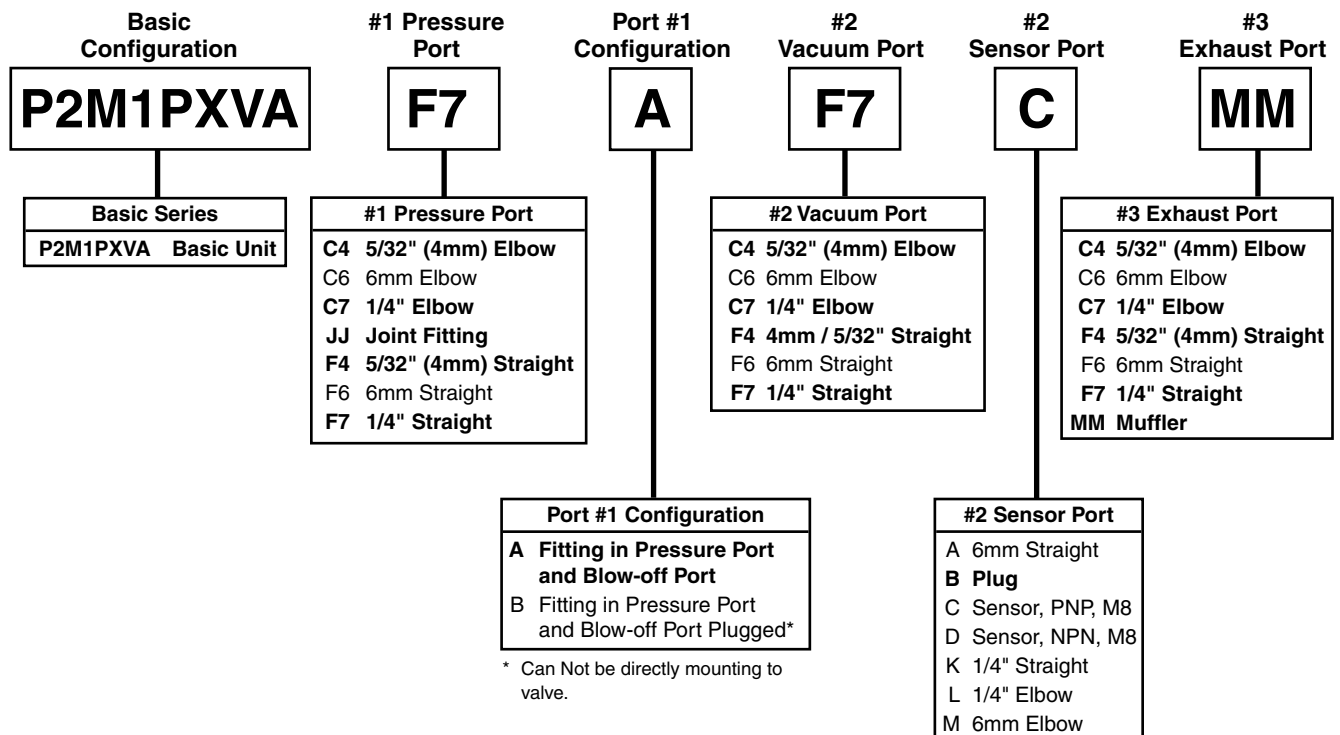 Basic
Configuration
#1 Pressure
Port
Port #1
Configuration
#2
Vacuum Port
#2
Sensor Port
#3
Exhaust Port
P2M1PXVA
F7
A
F7
C
MM
Basic Series
P2M1PXVA Basic Unit
#1 Pressure Port
C4 5/32" (4mm) Elbow
C6 6mm Elbow
C7 1/4" Elbow
JJ Joint Fitting
F4 5/32" (4mm) Straight
F6 6mm Straight
F7 1/4" Straight
#2 Vacuum Port
C4 5/32" (4mm) Elbow
C6 6mm Elbow
C7 1/4" Elbow
F4 4mm / 5/32" Straight
F6 6mm Straight
F7 1/4" Straight
#3 Exhaust Port
C4 5/32" (4mm) Elbow
C6 6mm Elbow
C7 1/4" Elbow
F4 5/32" (4mm) Straight
F6 6mm Straight
F7 1/4" Straight
MM Muffler
Port #1 Configuration
A Fitting in Pressure Port
and Blow-off Port
B Fitting in Pressure Port
and Blow-off Port Plugged*
* Can Not be directly mounting to
valve.
#2 Sensor Port
A 6mm Straight
B Plug
C Sensor, PNP, M8
D Sensor, NPN, M8
K 1/4" Straight
L 1/4" Elbow
M 6mm Elbow